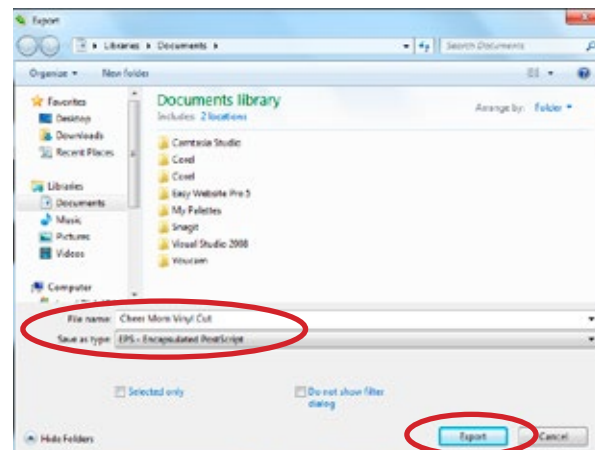 Export
Libraries ▸ Documents ▸
Search Documents
Organize ▾ New folder
Favorites
Desktop
Downloads
Recent Places
Libraries
Documents
Music
Pictures
Videos
Computer
Documents library
Includes: 2 locations
Arrange by: Folder ▾
Camtasia Studio
Corel
Corel
Easy Website Pro 5
My Palettes
Snagit
Visual Studio 2008
Youcam
File name: Cheer Mom Vinyl Cut
Save as type: EPS - Encapsulated PostScript
Selected only
Do not show filter
dialog
Hide Folders
Export
Cancel